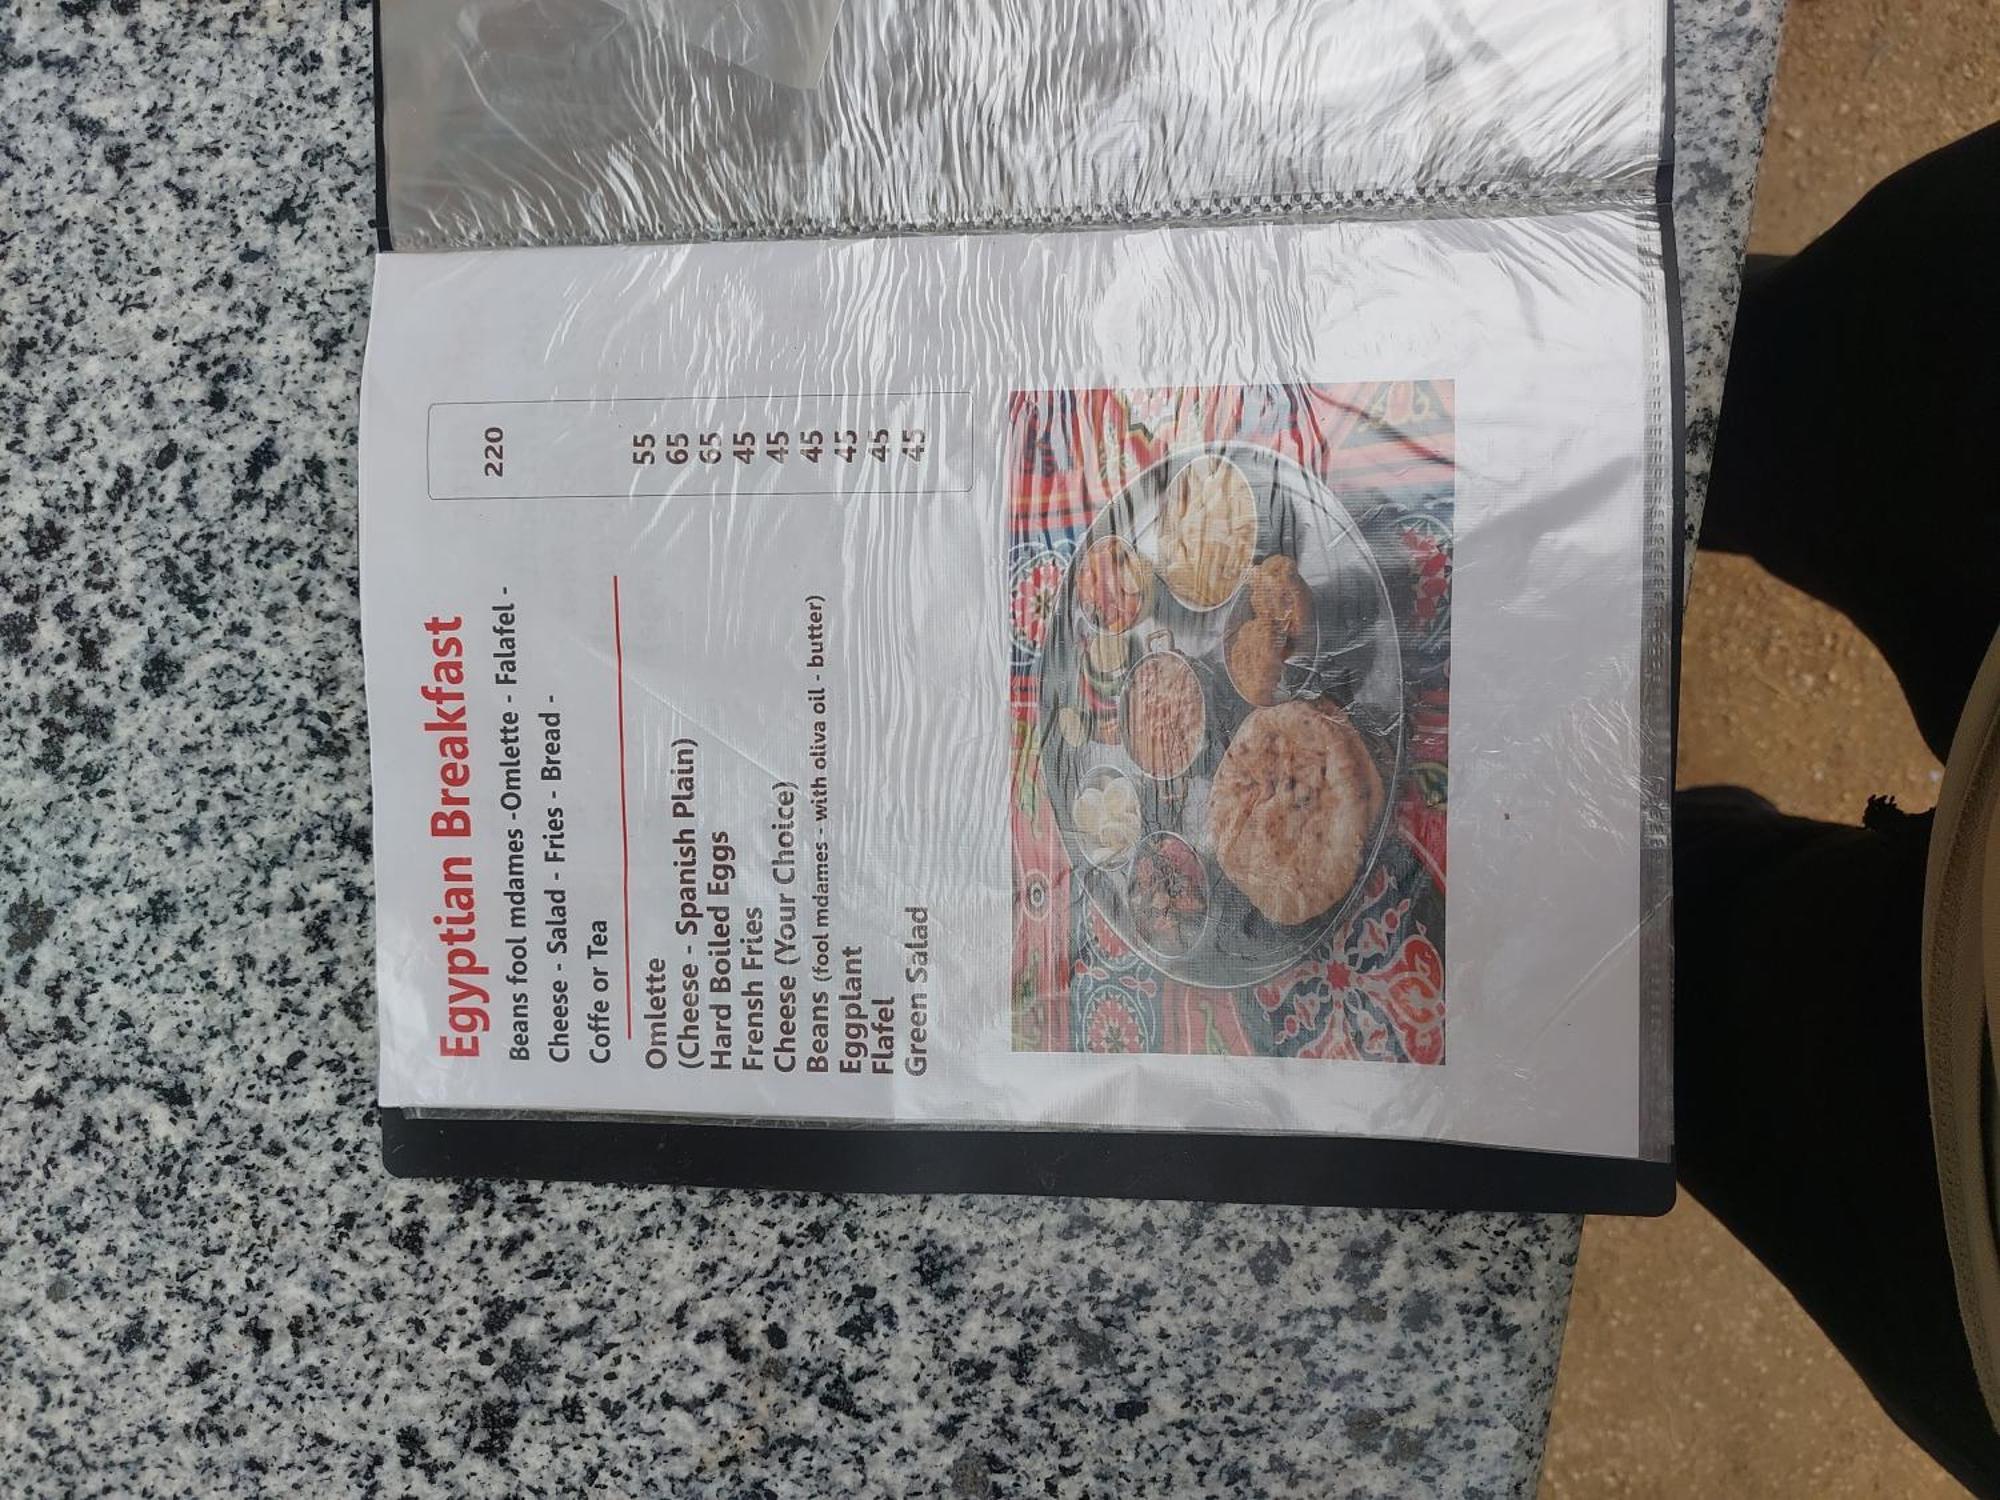 Egyptian Breakfast
Beans fool mdames -Omlette - Falafel - 220
Cheese - Salad - Fries - Bread -
Coffe or Tea
Omlette 55
(Cheese - Spanish Plain) 65
Hard Boiled Eggs 65
Frensh Fries 45
Cheese (Your Choice) 45
Beans (fool mdames - with oliva oil - butter) 45
Eggplant 45
Flafel 45
Green Salad 45